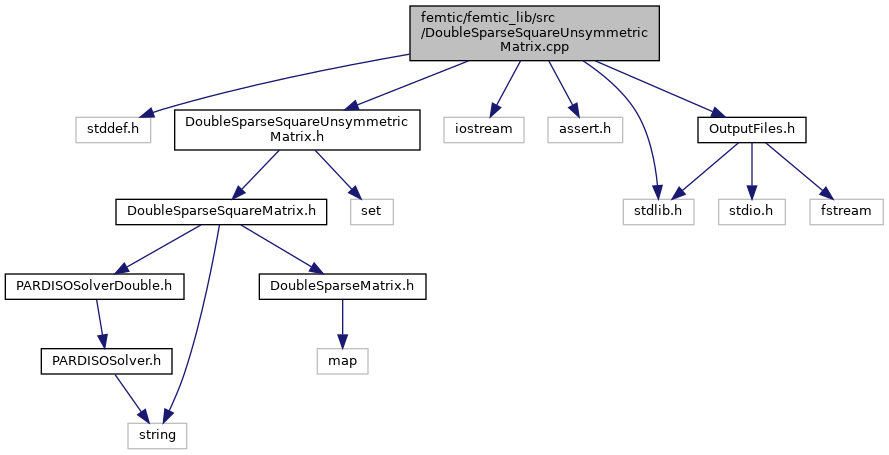 femtic/femtic_lib/src
/DoubleSparseSquareUnsymmetric
Matrix.cpp
stddef.h
DoubleSparseSquareUnsymmetric
Matrix.h
iostream
assert.h
OutputFiles.h
DoubleSparseSquareMatrix.h
set
stdlib.h
stdio.h
fstream
PARDISOSolverDouble.h
DoubleSparseMatrix.h
PARDISOSolver.h
map
string